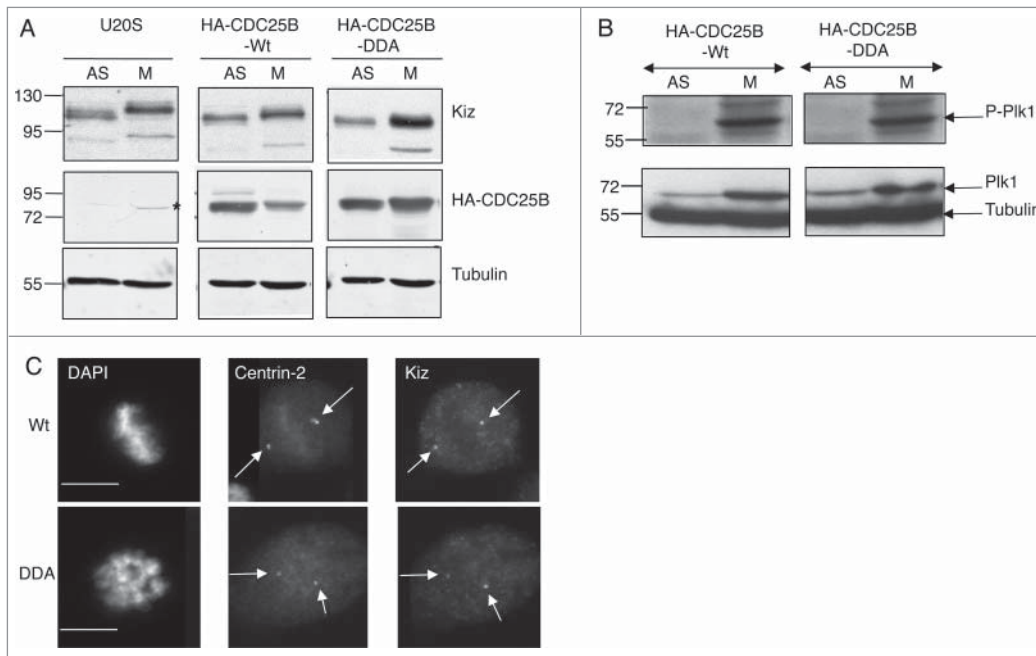 A
U20S
HA-CDC25B
-Wt
HA-CDC25B
-DDA
AS M
AS M
AS M
130
95
Kiz
95
72
*
HA-CDC25B
55
Tubulin
B
HA-CDC25B
-Wt
HA-CDC25B
-DDA
AS M
AS M
72
55
P-Plk1
72
55
Plk1
Tubulin
C
DAPI
Centrin-2
Kiz
Wt
DDA